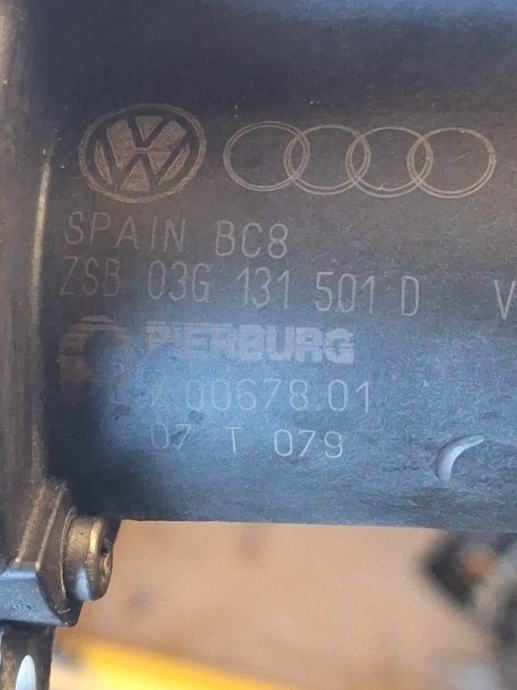 SPAIN BC8
ZSB 03G 131 501 D V
PIERBURG
.00678.01
07 T 079